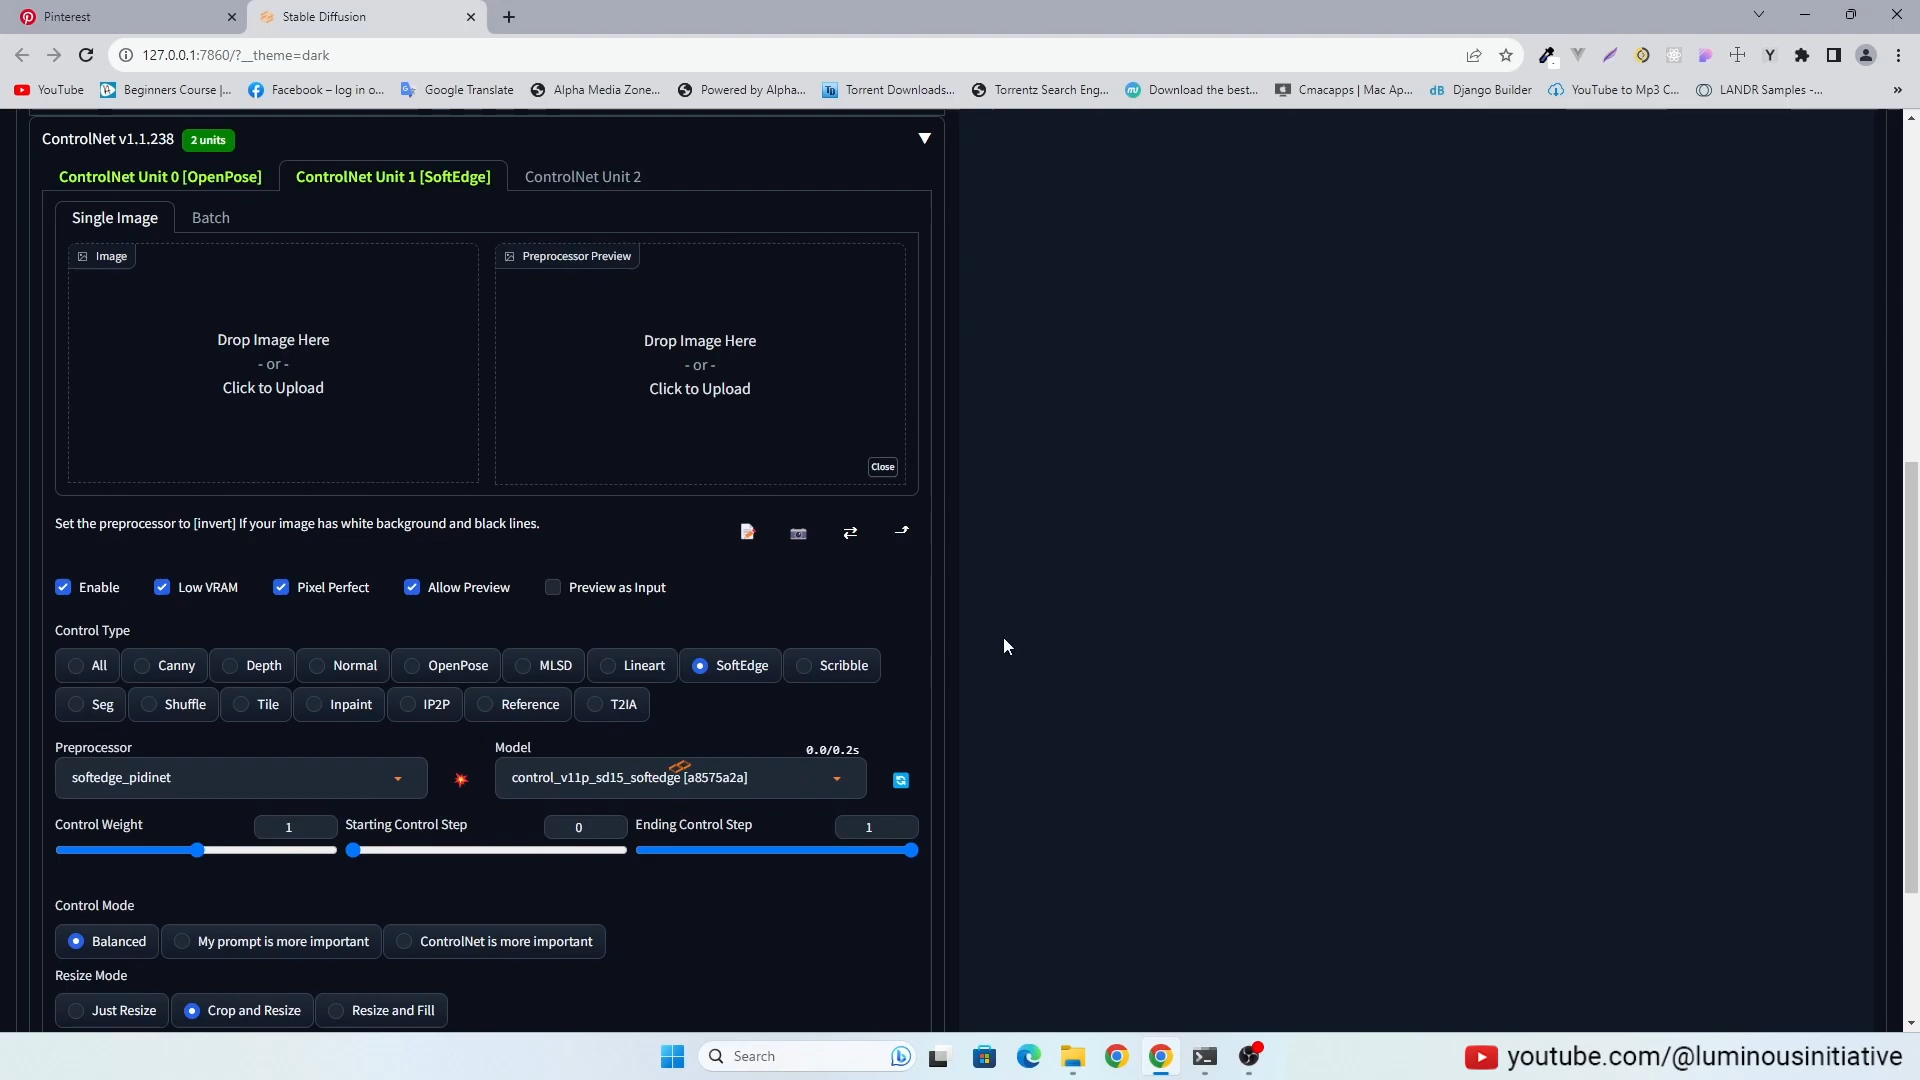 Pinterest
Stable Diffusion
127.0.0.1:7860/?__theme=dark
YouTube
Beginners Course |...
Facebook – log in o...
Google Translate
Alpha Media Zone...
Powered by Alpha...
Torrent Downloads...
Torrentz Search Eng...
Download the best...
Cmacapps | Mac Ap...
Django Builder
YouTube to Mp3 C...
LANDR Samples -...
ControlNet v1.1.238
2 units
ControlNet Unit 0 [OpenPose]
ControlNet Unit 1 [SoftEdge]
ControlNet Unit 2
Single Image
Batch
Image
Preprocessor Preview
Drop Image Here
- or -
Click to Upload
Drop Image Here
- or -
Click to Upload
Close
Set the preprocessor to [invert] If your image has white background and black lines.
Enable
Low VRAM
Pixel Perfect
Allow Preview
Preview as Input
Control Type
All
Canny
Depth
Normal
OpenPose
MLSD
Lineart
SoftEdge
Scribble
Seg
Shuffle
Tile
Inpaint
IP2P
Reference
T2IA
Preprocessor
Model
0.0/0.2s
softedge_pidinet
control_v11p_sd15_softedge [a8575a2a]
Control Weight
1
Starting Control Step
0
Ending Control Step
1
Control Mode
Balanced
My prompt is more important
ControlNet is more important
Resize Mode
Just Resize
Crop and Resize
Resize and Fill
Search
youtube.com/@luminousinitiative